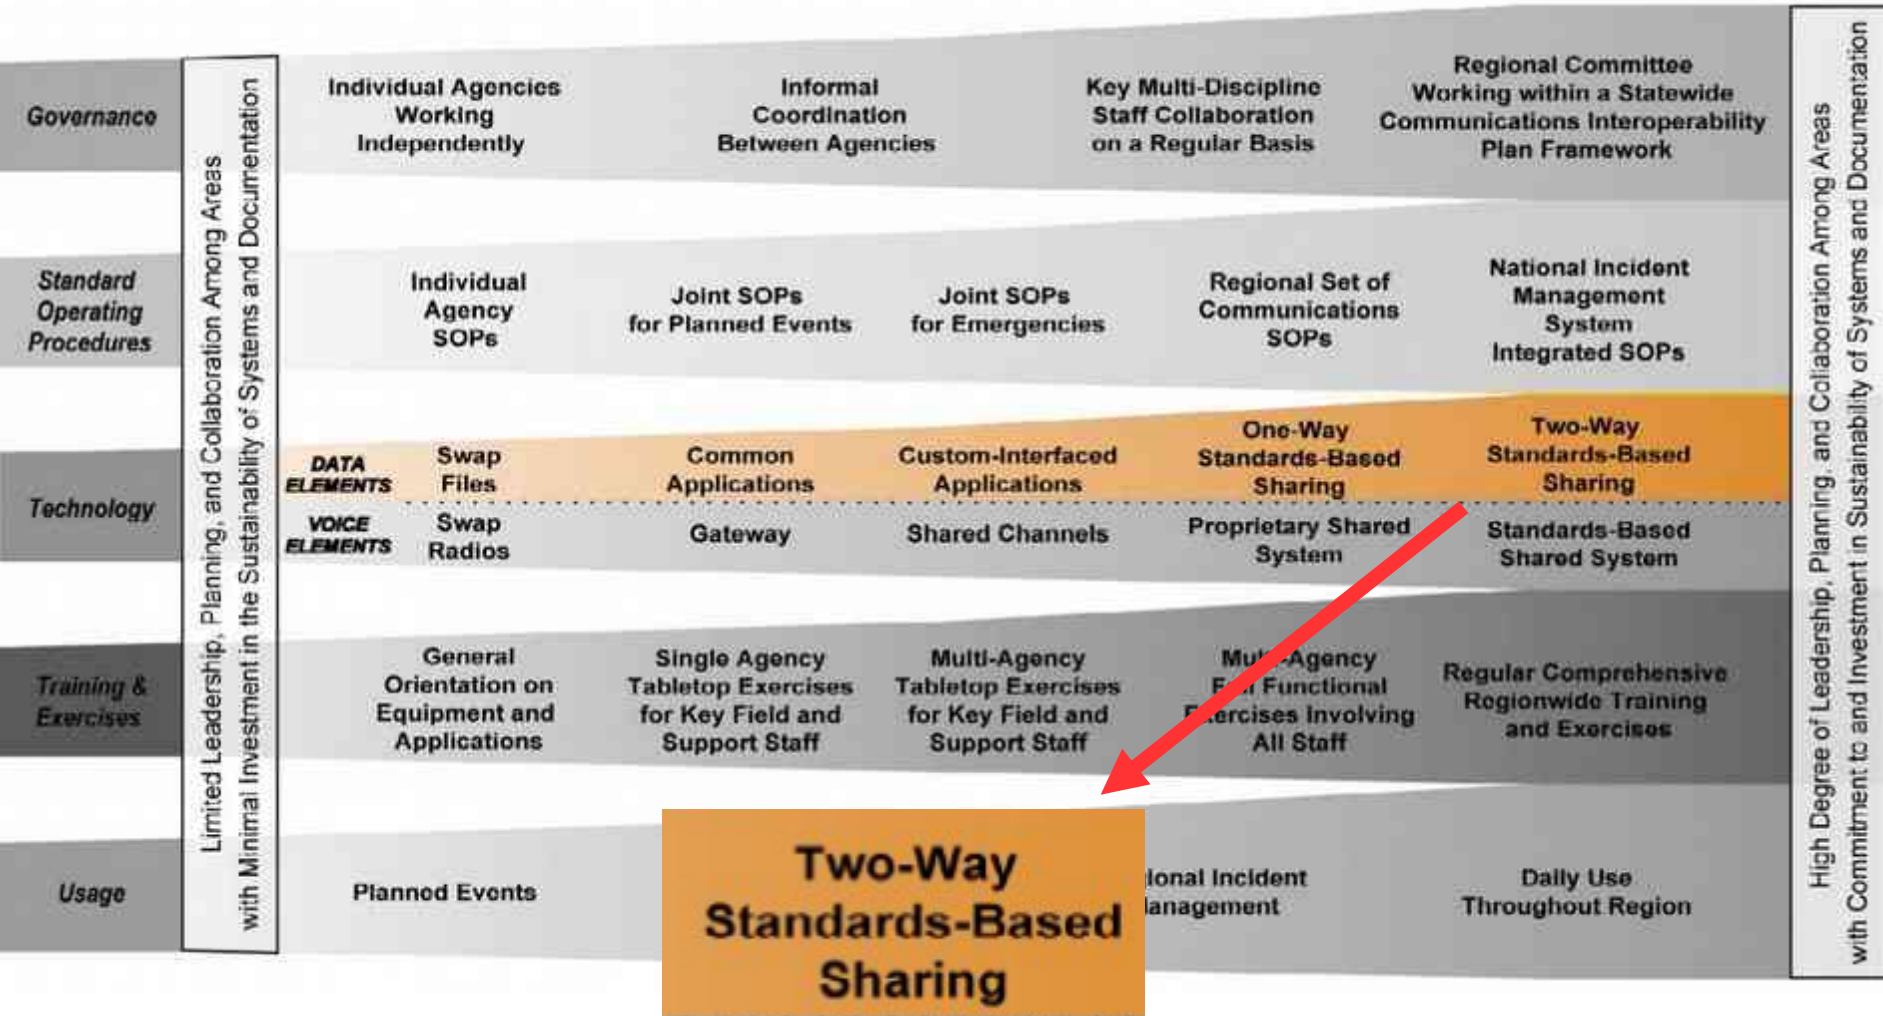 Governance
Individual Agencies
Working
Independently
Informal
Coordination
Between Agencies
Key Multi-Discipline
Staff Collaboration
on a Regular Basis
Regional Committee
Working within a Statewide
Communications Interoperability
Plan Framework
Limited Leadership, Planning, and Collaboration Among Areas
with Minimal Investment in the Sustainability of Systems and Documentation
High Degree of Leadership, Planning, and Collaboration Among Areas
with Commitment to and Investment in Sustainability of Systems and Documentation
Standard
Operating
Procedures
Individual
Agency
SOPs
Joint SOPs
for Planned Events
Joint SOPs
for Emergencies
Regional Set of
Communications
SOPs
National Incident
Management
System
Integrated SOPs
Technology
DATA
ELEMENTS
Swap
Files
Common
Applications
Custom-Interfaced
Applications
One-Way
Standards-Based
Sharing
Two-Way
Standards-Based
Sharing
VOICE
ELEMENTS
Swap
Radios
Gateway
Shared Channels
Proprietary Shared
System
Standards-Based
Shared System
Training &
Exercises
General
Orientation on
Equipment and
Applications
Single Agency
Tabletop Exercises
for Key Field and
Support Staff
Multi-Agency
Tabletop Exercises
for Key Field and
Support Staff
Agency
Functional
Exercises Involving
All Staff
Regular Comprehensive
Regionwide Training
and Exercises
Usage
Planned Events
Two-Way
Standards-Based
Sharing
Incident
Daily Use
Throughout Region